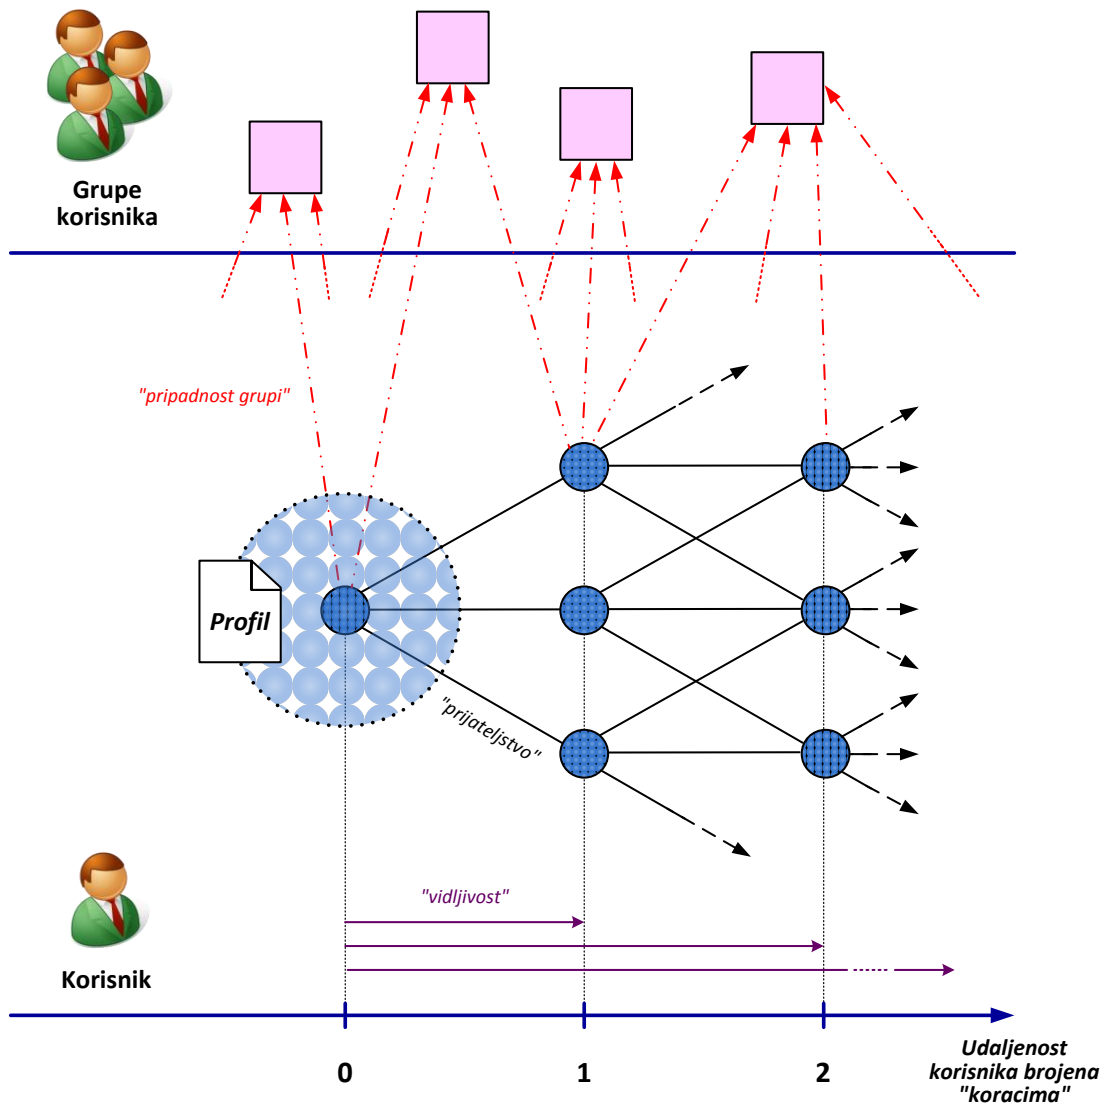 Grupe
korisnika
"pripadnost grupi"
Profil
"prijateljstvo"
"vidljivost"
Korisnik
0
1
2
Udaljenost
korisnika brojena
"koracima"